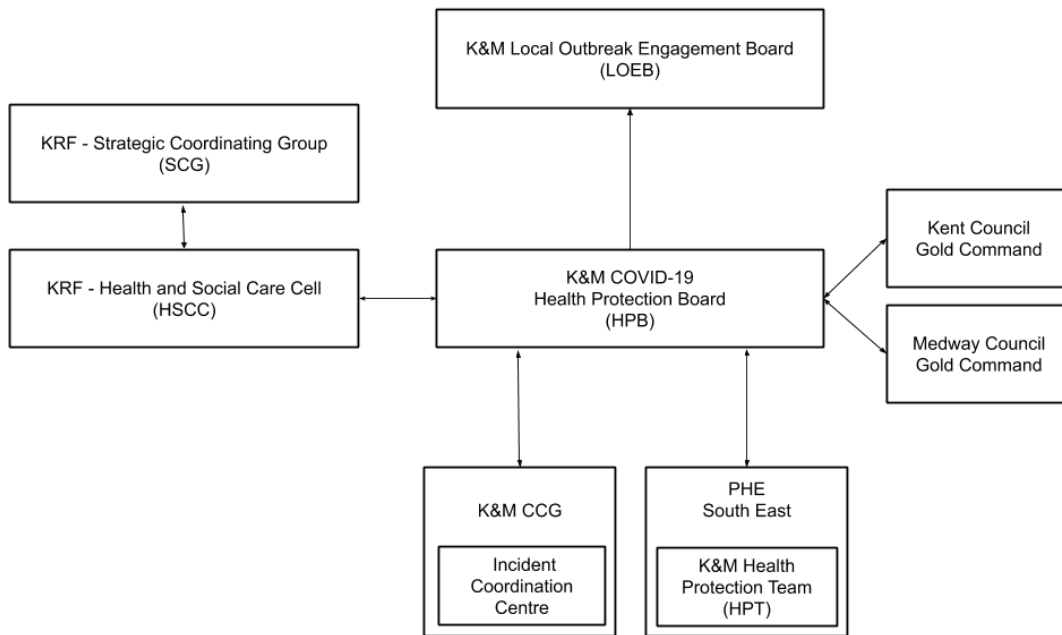 K&M Local Outbreak Engagement Board
(LOEB)
KRF - Strategic Coordinating Group
(SCG)
Kent Council
Gold Command
KRF - Health and Social Care Cell
(HSCC)
K&M COVID-19
Health Protection Board
(HPB)
Medway Council
Gold Command
K&M CCG
Incident
Coordination
Centre
PHE
South East
K&M Health
Protection Team
(HPT)